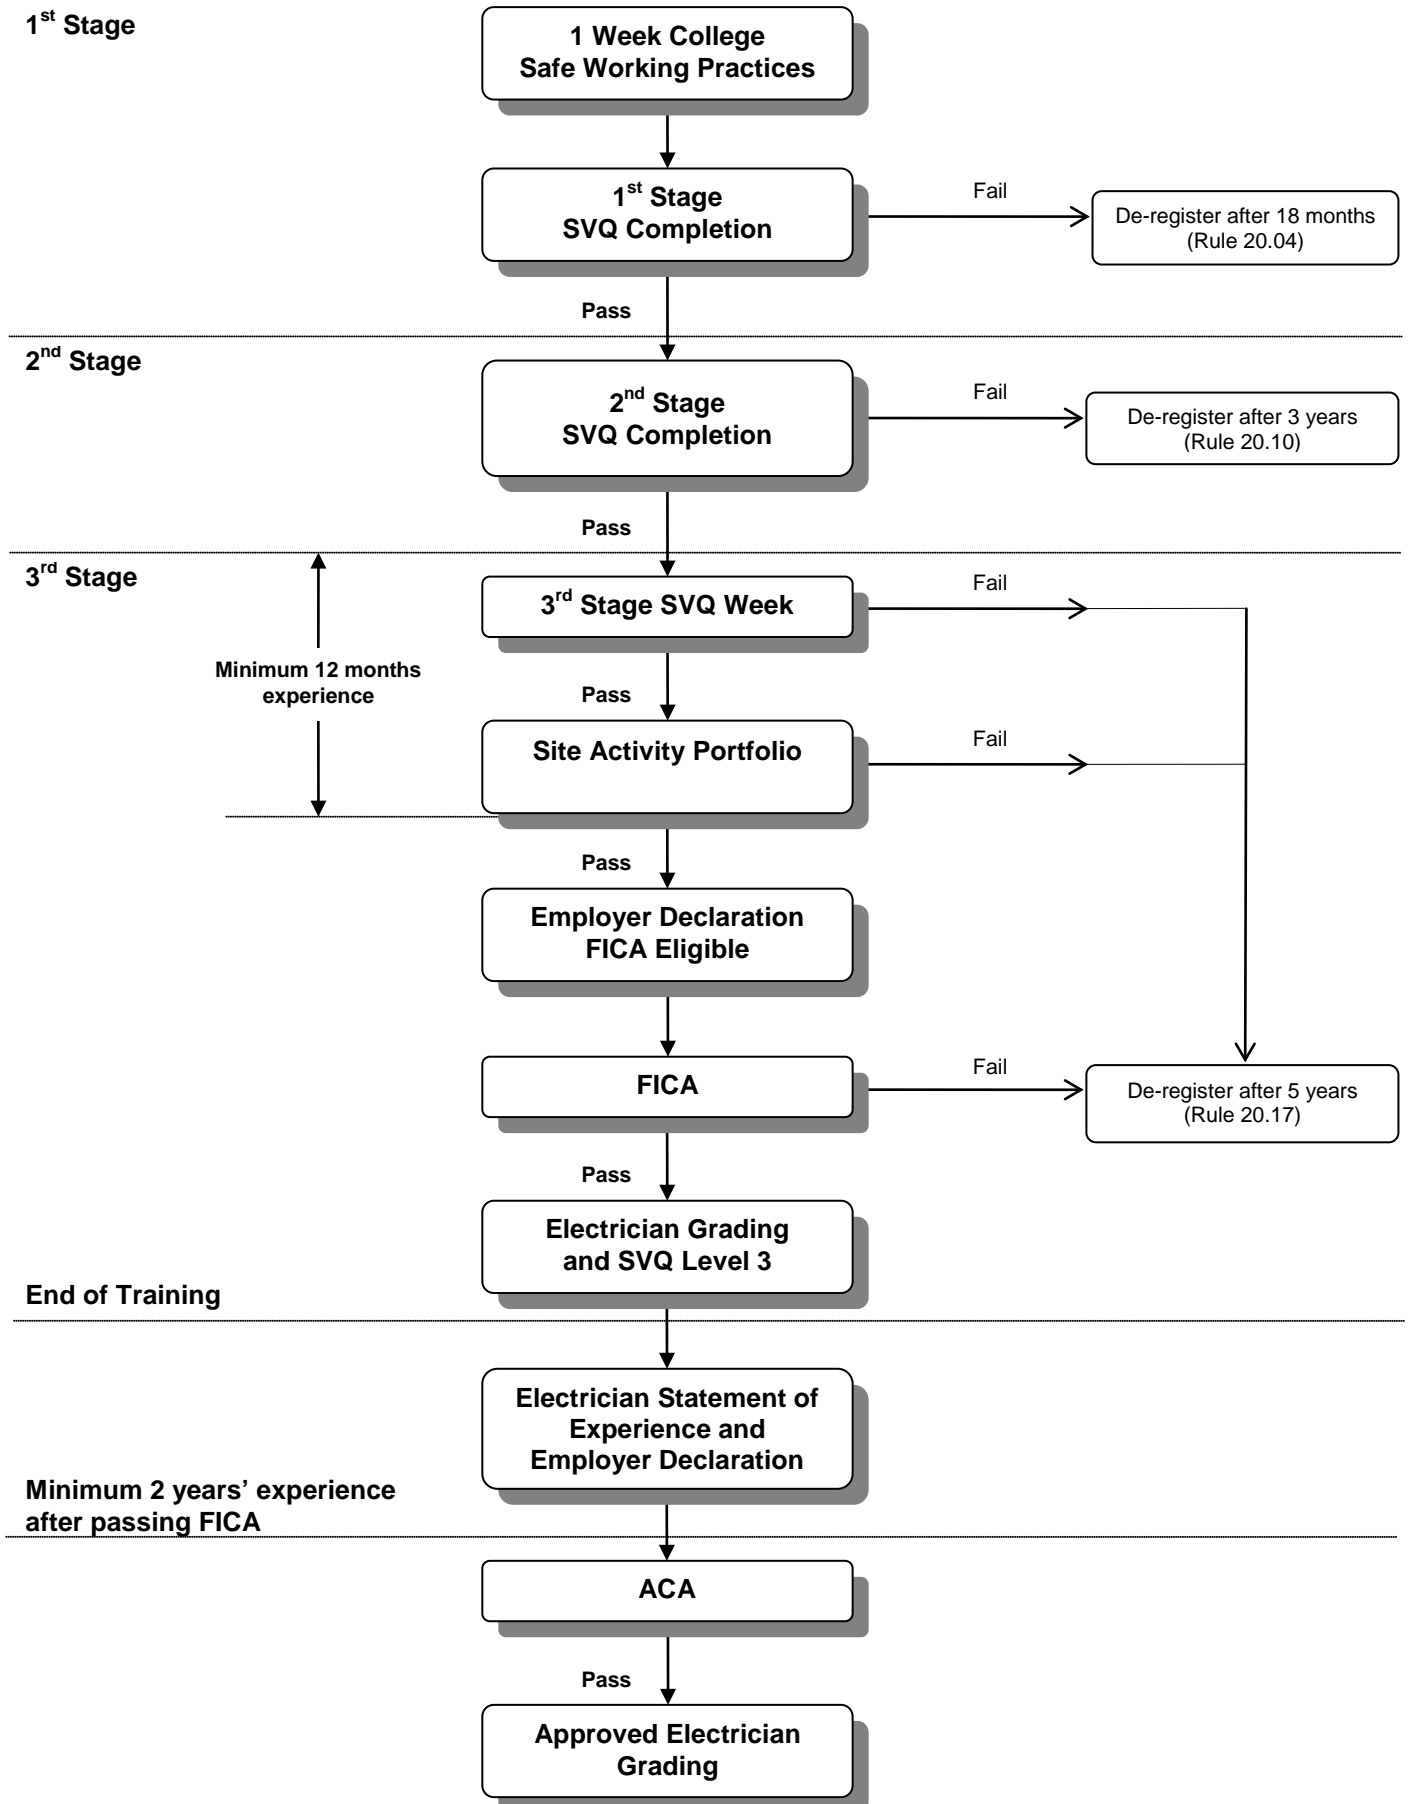 1st Stage
1 Week College
Safe Working Practices
1st Stage
SVQ Completion
Fail
De-register after 18 months
(Rule 20.04)
Pass
2nd Stage
2nd Stage
SVQ Completion
Fail
De-register after 3 years
(Rule 20.10)
Pass
3rd Stage
3rd Stage SVQ Week
Fail
Minimum 12 months
experience
Pass
Site Activity Portfolio
Fail
Pass
Employer Declaration
FICA Eligible
FICA
Fail
De-register after 5 years
(Rule 20.17)
Pass
Electrician Grading
and SVQ Level 3
End of Training
Electrician Statement of
Experience and
Employer Declaration
Minimum 2 years’ experience
after passing FICA
ACA
Pass
Approved Electrician
Grading